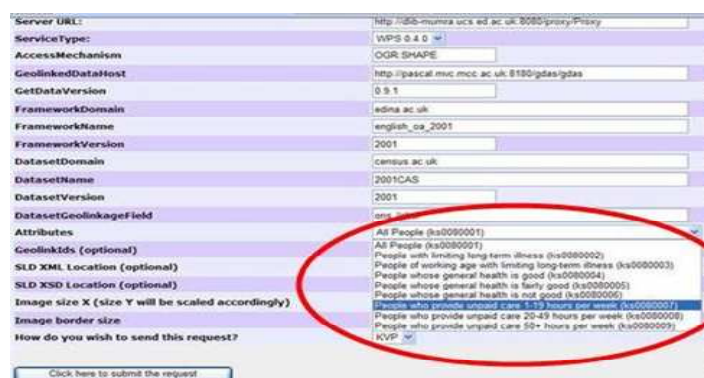 Server URL: http://dlib-mumra.ucs.ed.ac.uk:8080/proxy/Proxy
ServiceType: WPS 0.4.0
AccessMechanism OGR:SHAPE
GeolinkedDataHost http://pascal.mvc.mcc.ac.uk:8180/gdas/gdas
GetDataVersion 0.9.1
FrameworkDomain edina.ac.uk
FrameworkName english_oa_2001
FrameworkVersion 2001
DatasetDomain census.ac.uk
DatasetName 2001CAS
DatasetVersion 2001
DatasetGeolinkageField
Attributes All People (ks0080001)
GeolinkIds (optional)
SLD XML Location (optional)
SLD XSD Location (optional)
Image size X (size Y will be scaled accordingly)
Image border size
How do you wish to send this request? KVP
All People (ks0080001)
People with limiting long-term illness (ks0080002)
People of working age with limiting long-term illness (ks0080003)
People whose general health is good (ks0080004)
People whose general health is fairly good (ks0080005)
People whose general health is not good (ks0080006)
People who provide unpaid care 1-19 hours per week (ks0080007)
People who provide unpaid care 20-49 hours per week (ks0080008)
People who provide unpaid care 50+ hours per week (ks0080009)
Click here to submit the request